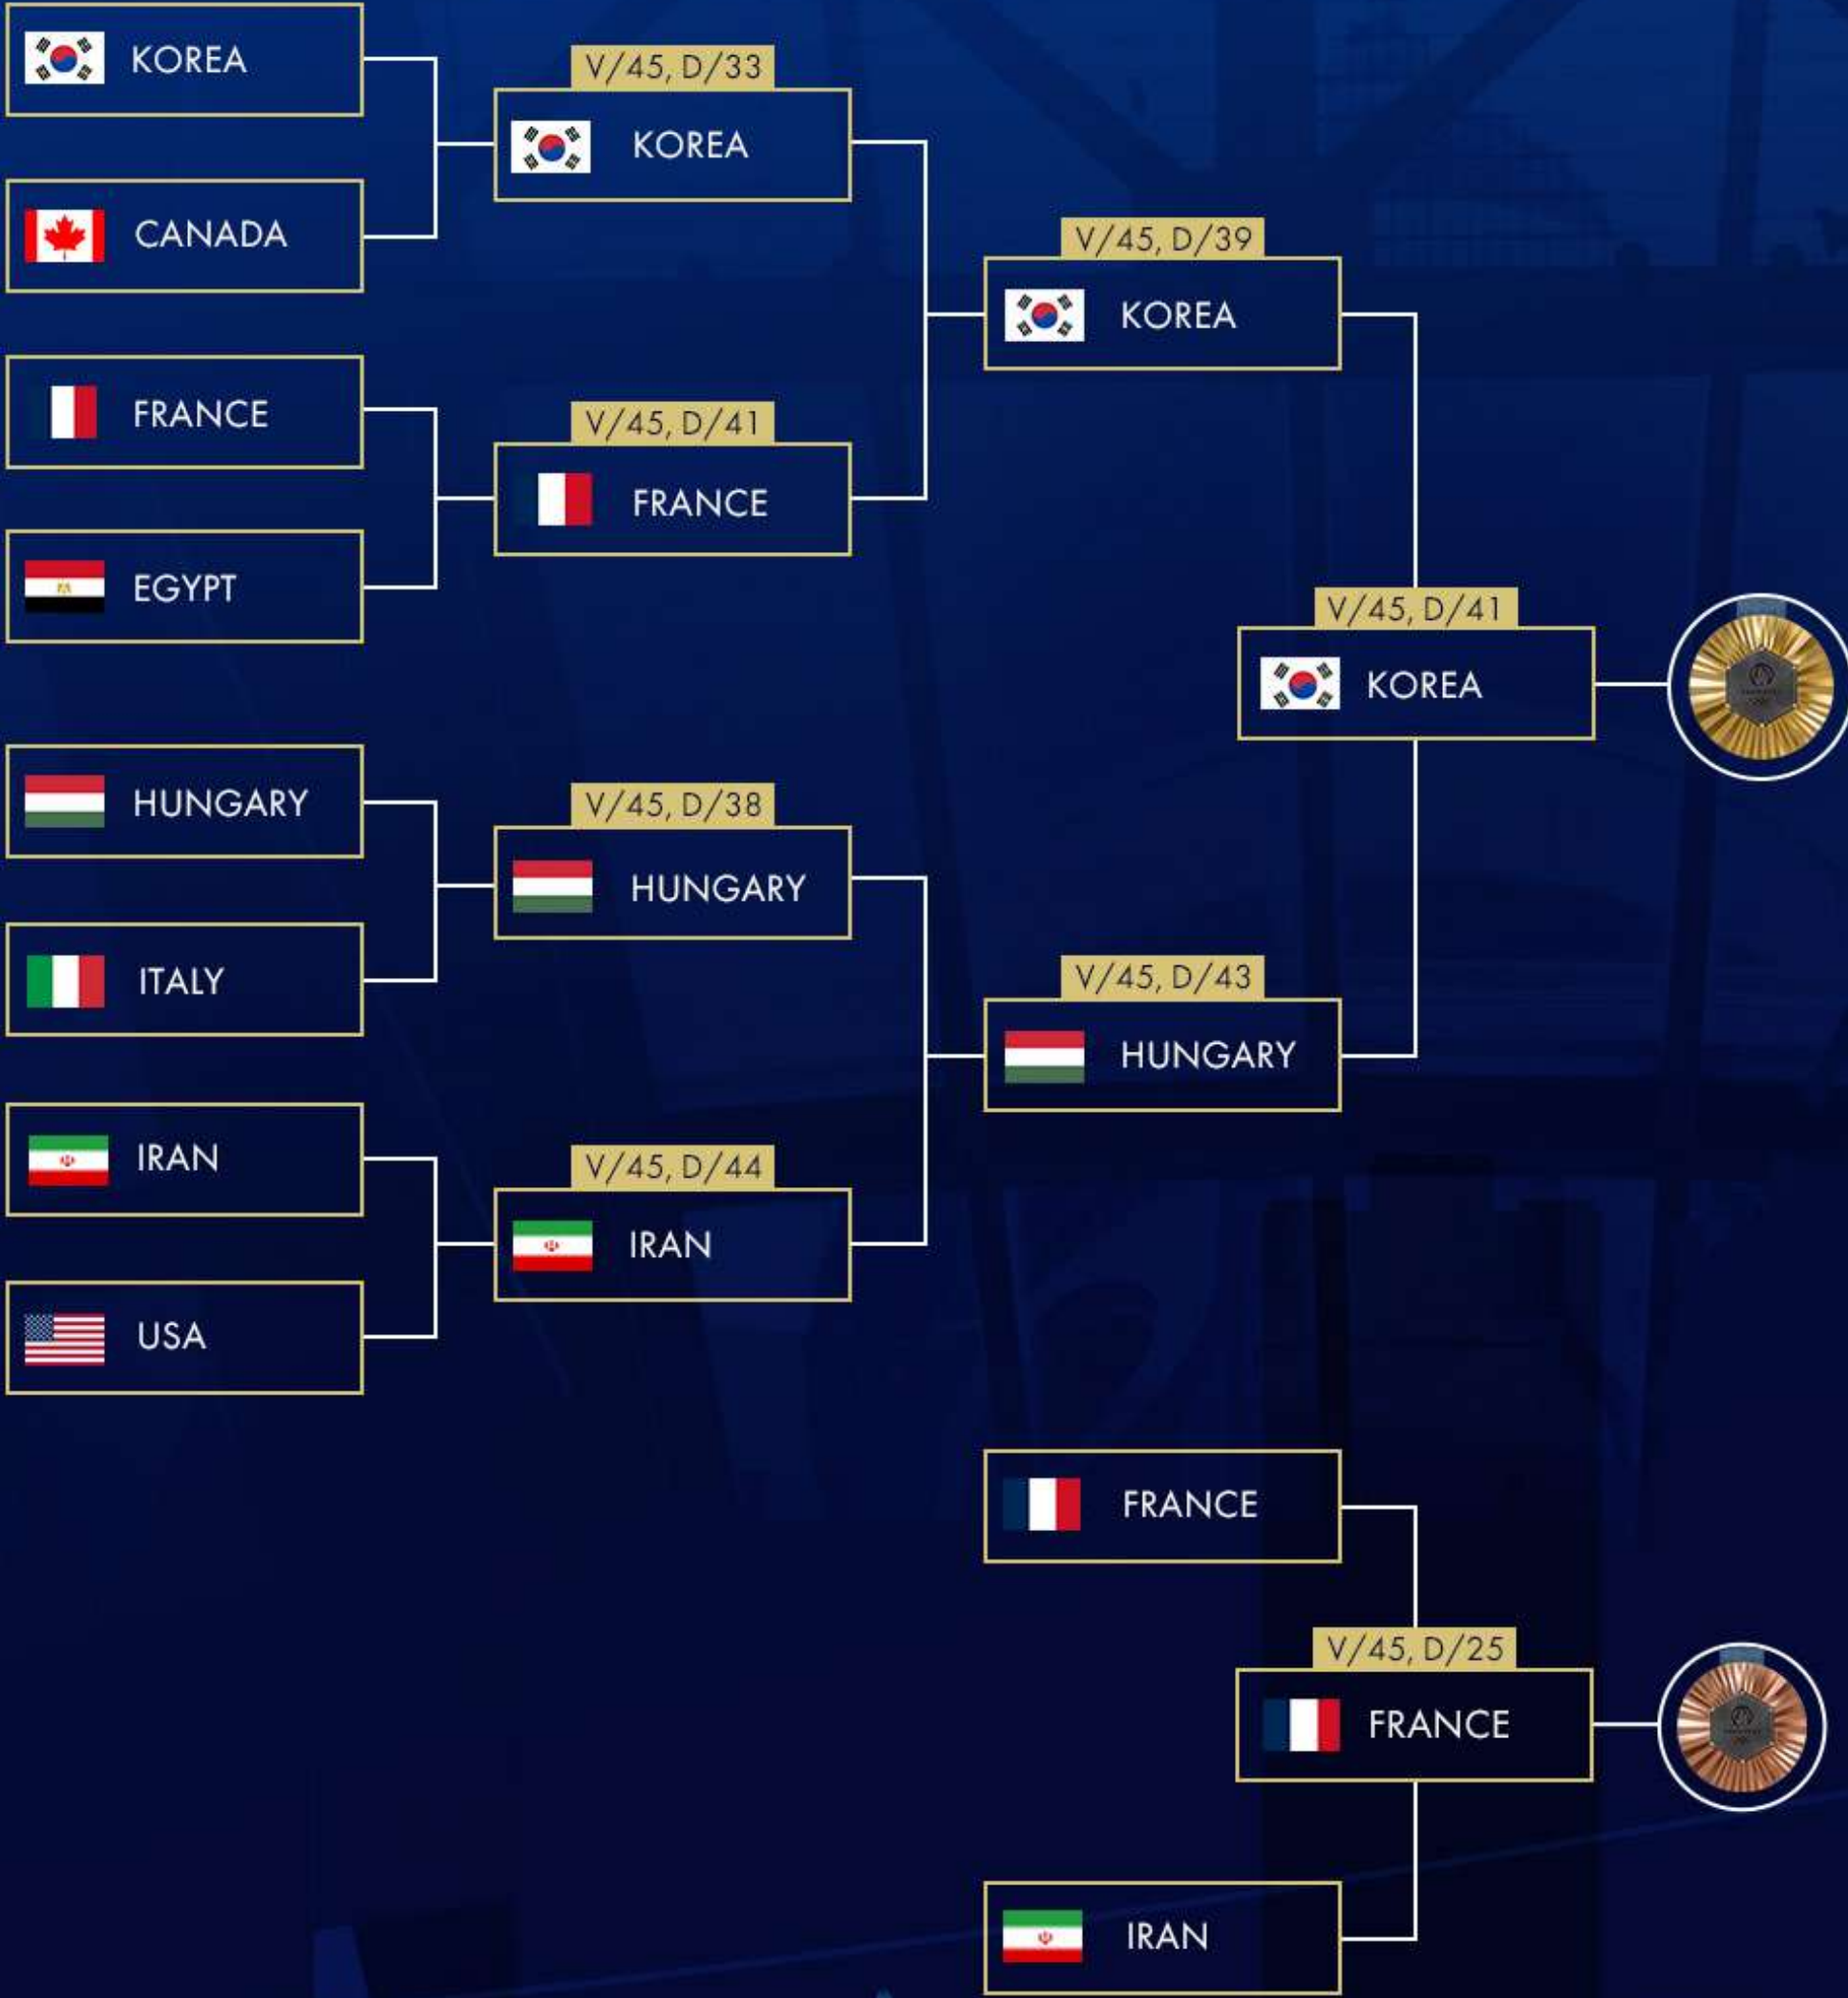 KOREA
CANADA
FRANCE
EGYPT
HUNGARY
ITALY
IRAN
USA
V/45, D/33
KOREA
V/45, D/41
FRANCE
V/45, D/38
HUNGARY
V/45, D/44
IRAN
V/45, D/39
KOREA
V/45, D/43
HUNGARY
V/45, D/41
KOREA
FRANCE
IRAN
V/45, D/25
FRANCE